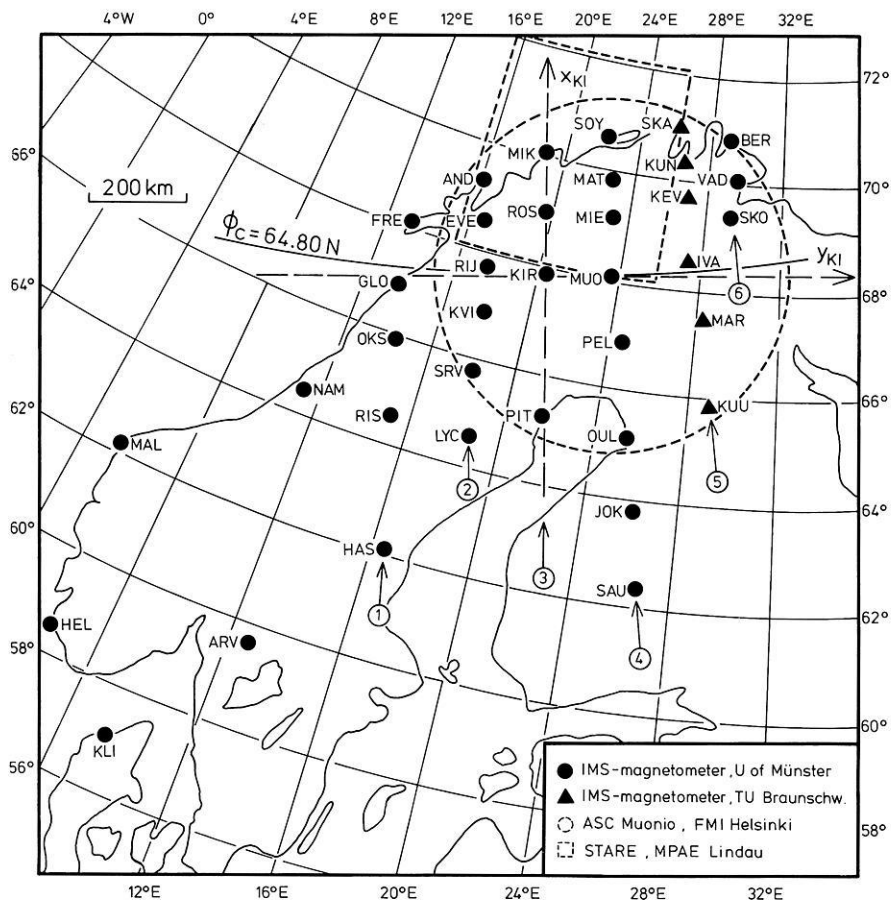 4°W 0° 4°E 8°E 12°E 16°E 20°E 24°E 28°E 32°E
72°
x KI
SOY SKA BER
66° MIK KUN
200 km AND MAT VAD 70°
KEV
FRE EVE ROS MIE SKO
ϕc = 64.80 N
RIJ IVA y KI
64° GLO KIR MUO 68°
6
KVI MAR
OKS PEL
SRV
NAM
62° RIS PIT KUU 66°
MAL LYC OUL
2 5
JOK 64°
60° HAS
3
SAU
1 62°
HEL
58° ARV 4
60°
KLI
56°
IMS-magnetometer, U of Münster
IMS-magnetometer, TU Braunschw.
ASC Muonio, FMI Helsinki 58°
STARE, MPAE Lindau
12°E 16°E 20°E 24°E 28°E 32°E